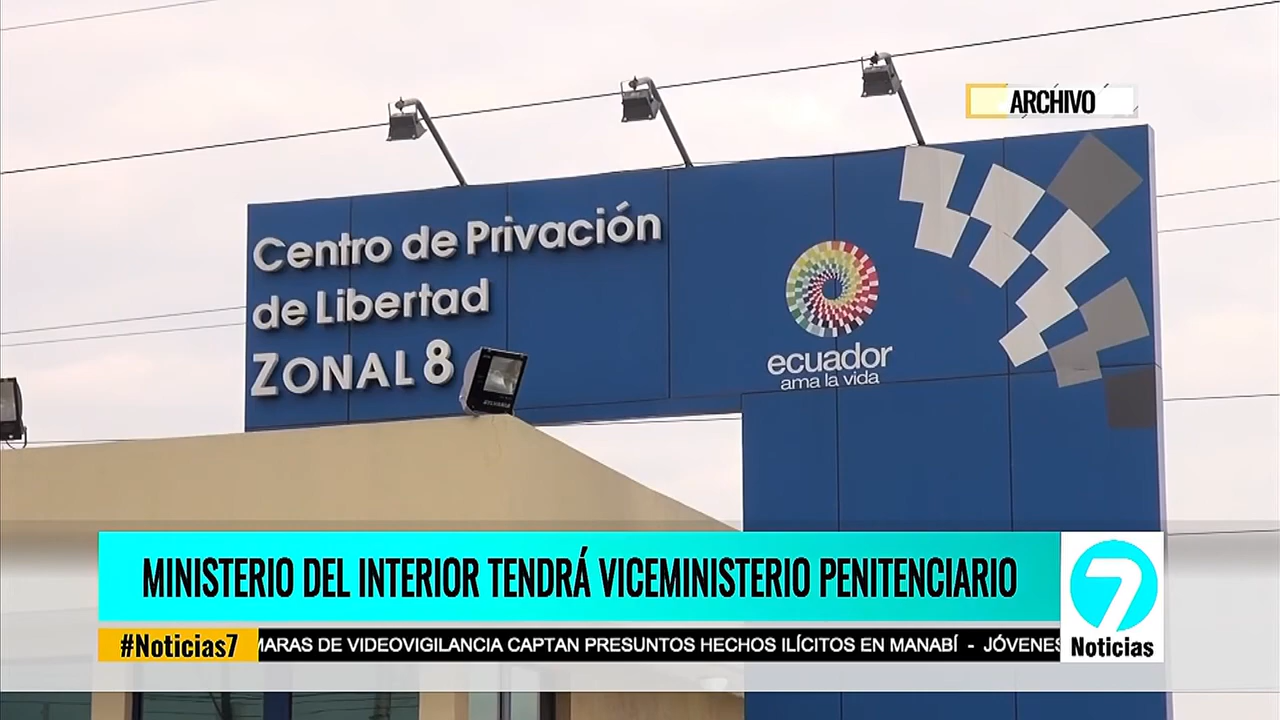 ARCHIVO
Centro de Privación
de Libertad
ZONAL 8
ecuador
ama la vida
SYLVANIA
MINISTERIO DEL INTERIOR TENDRÁ VICEMINISTERIO PENITENCIARIO
7
Noticias
#Noticias7
MARAS DE VIDEOVIGILANCIA CAPTAN PRESUNTOS HECHOS ILÍCITOS EN MANABÍ - JÓVENES